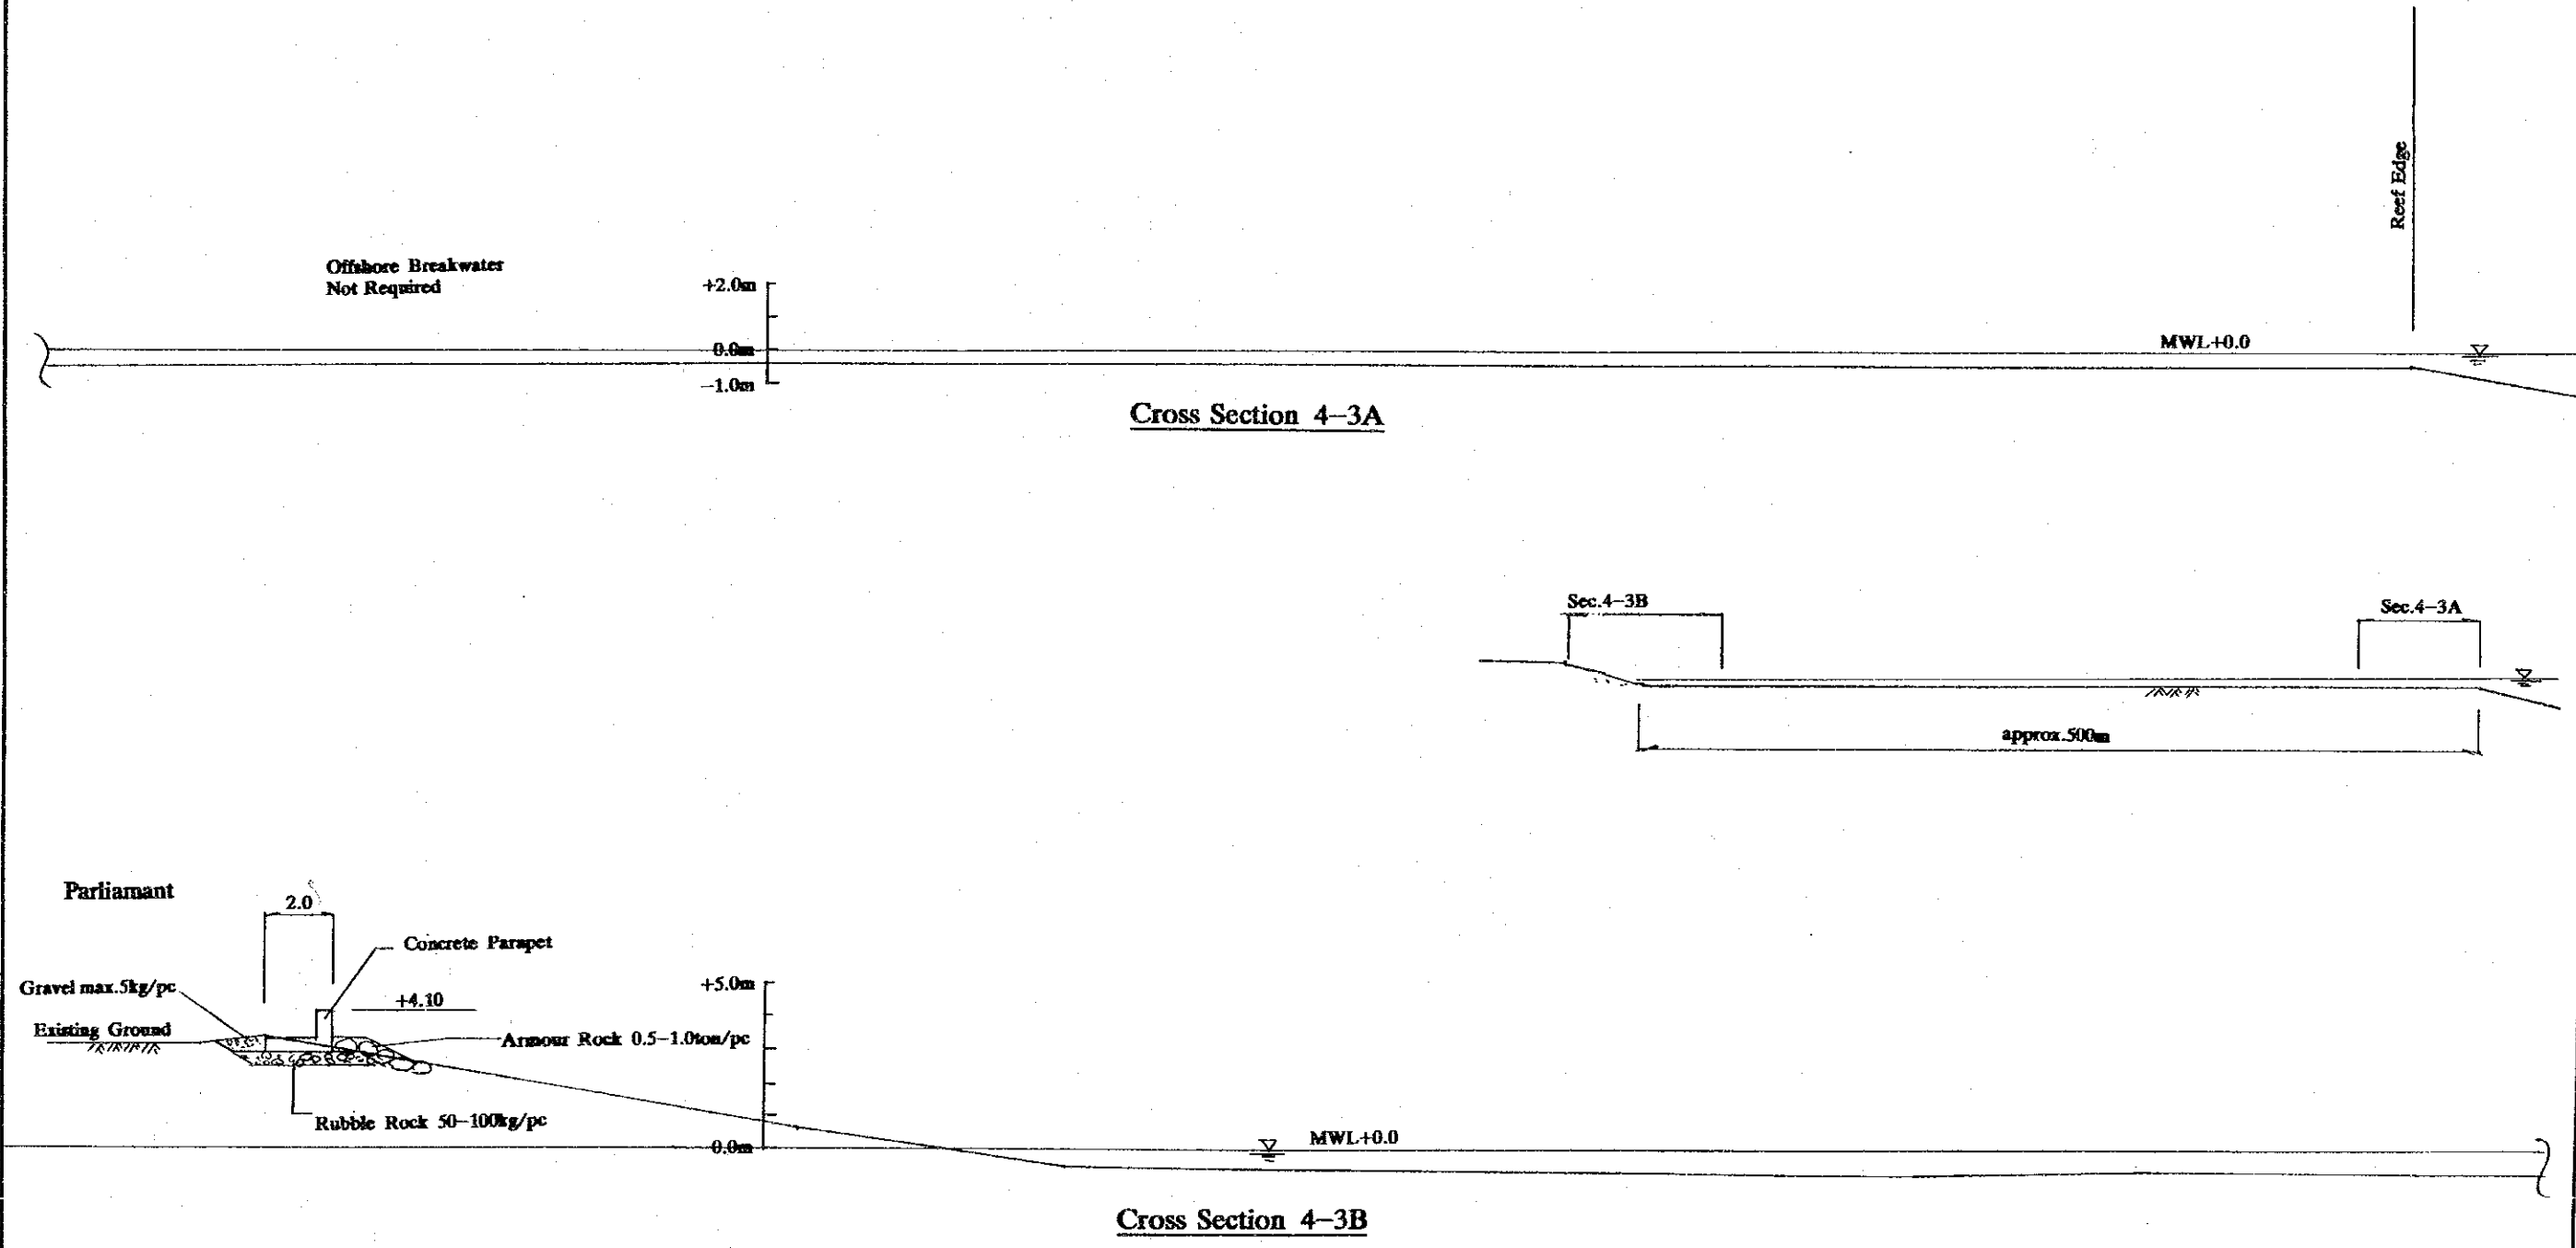 Reef Edge
Offshore Breakwater
Not Required
+2.0m
0.0m
-1.0m
MWL+0.0
Cross Section 4-3A
Sec.4-3B
Sec.4-3A
approx.500m
Parliamant
2.0
Concrete Parapet
Gravel max.5kg/pc
+4.10
+5.0m
Existing Ground
Armour Rock 0.5-1.0ton/pc
Rubble Rock 50-100kg/pc
0.0m
MWL+0.0
Cross Section 4-3B